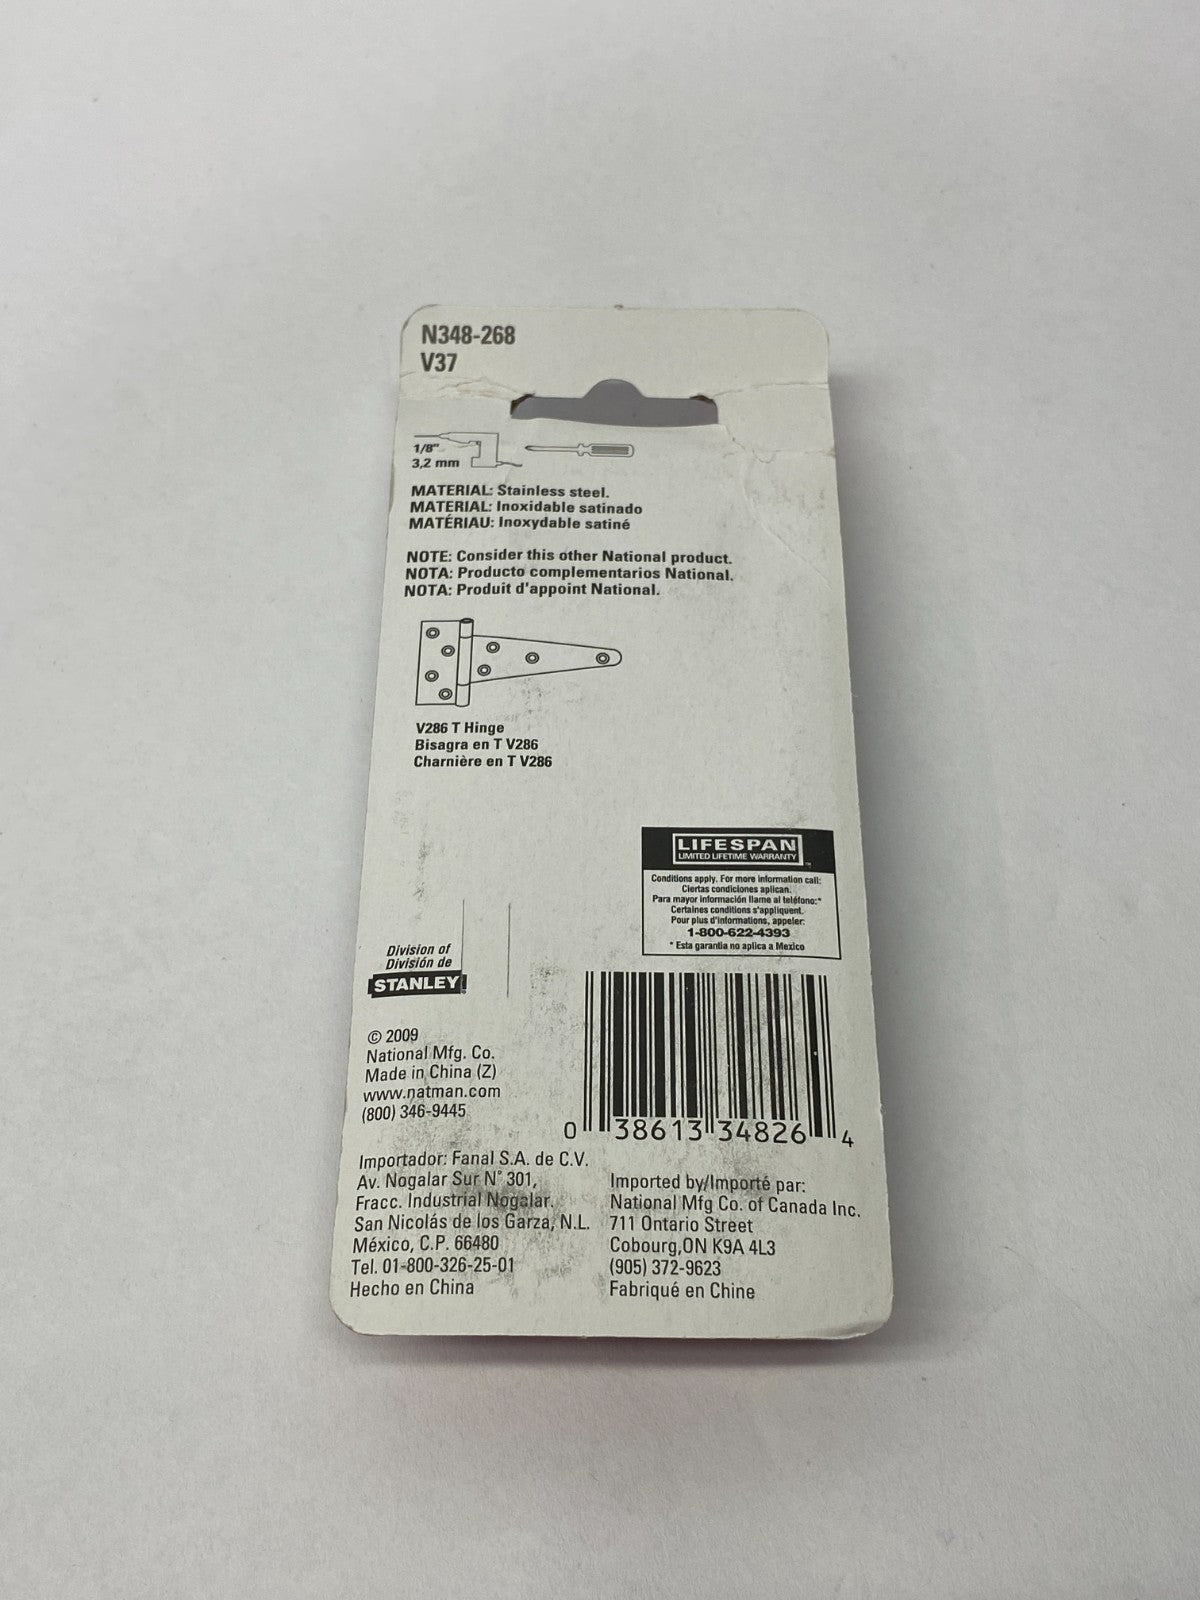 N348-268
V37
1/8"
3,2 mm
MATERIAL: Stainless steel.
MATERIAL: Inoxidable satinado
MATÉRIAU: Inoxydable satiné
NOTE: Consider this other National product.
NOTA: Producto complementarios National.
NOTA: Produit d'appoint National.
V286 T Hinge
Bisagra en T V286
Charnière en T V286
LIFESPAN
LIMITED LIFETIME WARRANTY
TM
Conditions apply. For more information call:
Ciertas condiciones aplican.
Para mayor información llame al teléfono:*
Certaines conditions s'appliquent.
Pour plus d'informations, appeler:
1-800-622-4393
* Esta garantia no aplica a Mexico
Division of
División de
STANLEY
© 2009
National Mfg. Co.
Made in China (Z)
www.natman.com
(800) 346-9445
0 38613 34826 4
Importador: Fanal S.A. de C.V.
Av. Nogalar Sur N° 301,
Fracc. Industrial Nogalar.
San Nicolás de los Garza, N.L.
México, C.P. 66480
Tel. 01-800-326-25-01
Hecho en China
Imported by/Importé par:
National Mfg Co. of Canada Inc.
711 Ontario Street
Cobourg,ON K9A 4L3
(905) 372-9623
Fabriqué en Chine